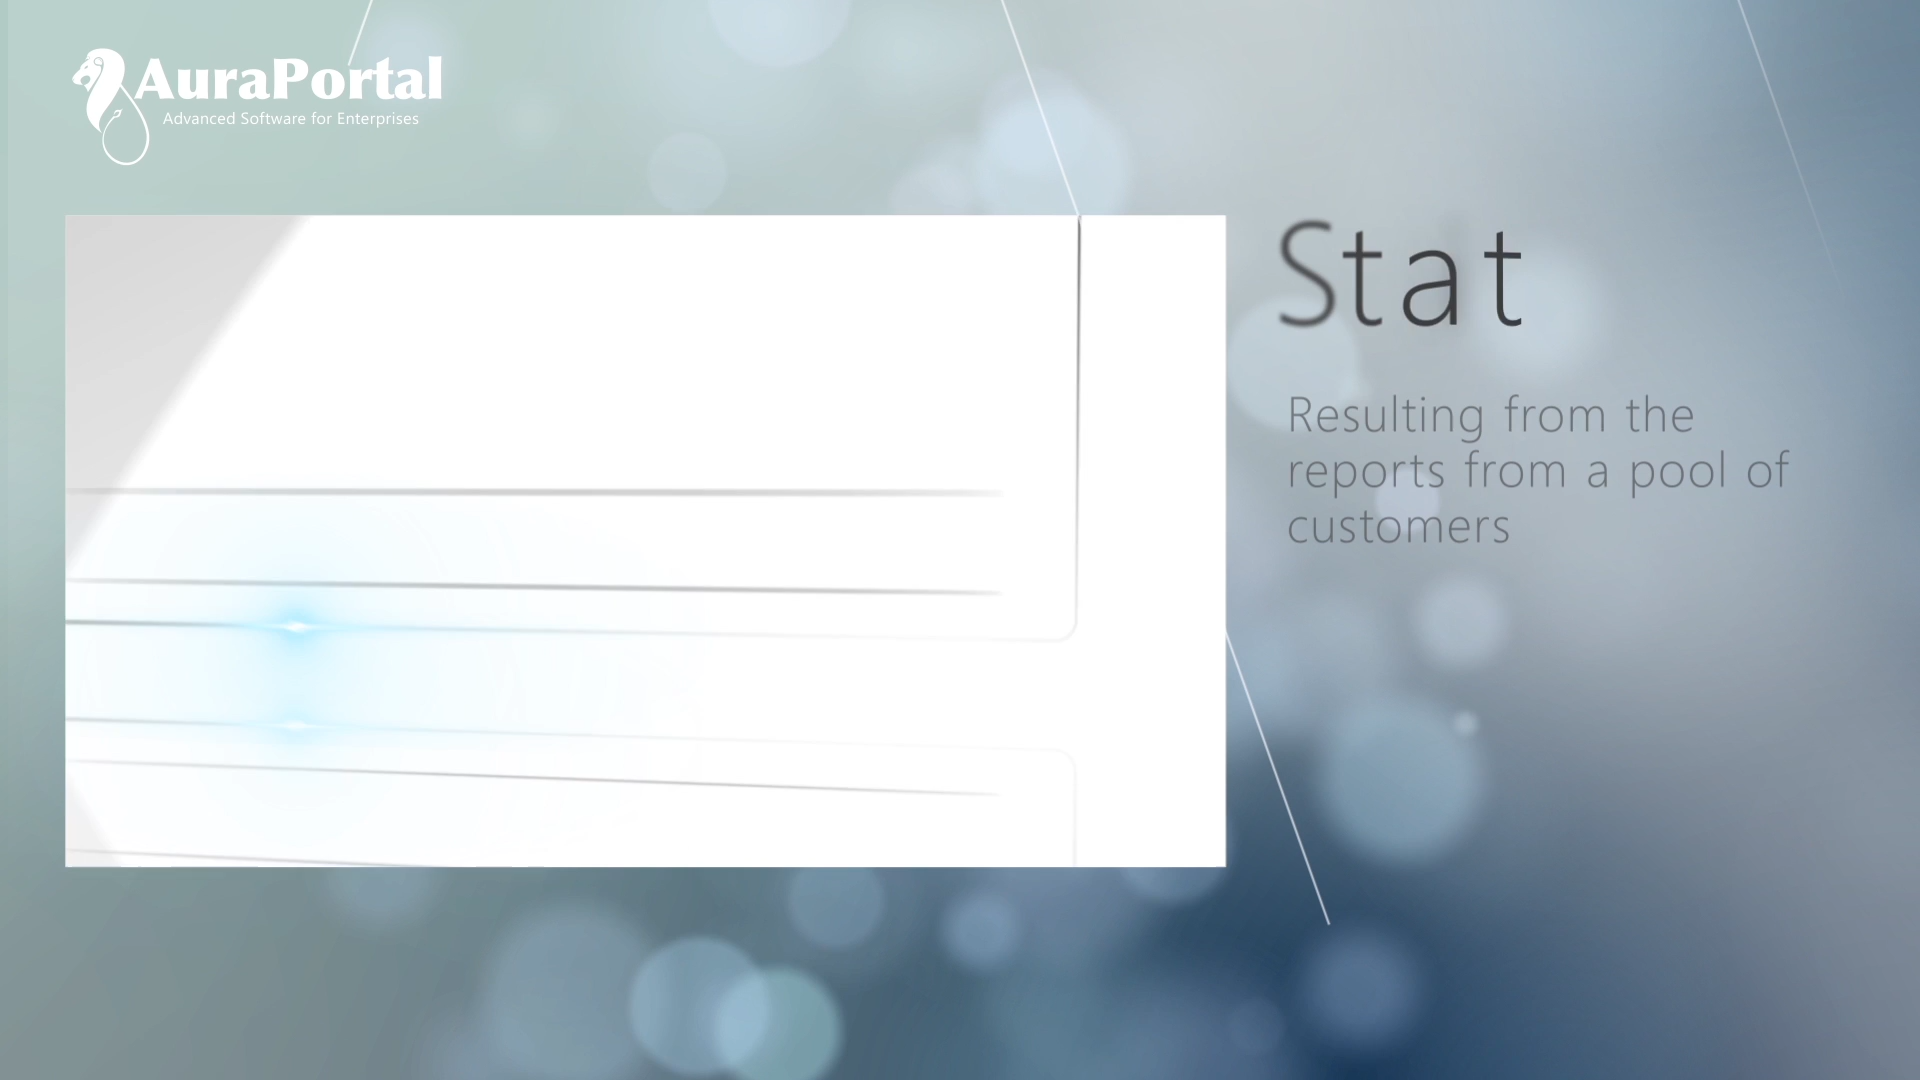 AuraPortal
Advanced Software for Enterprises
Stat
Resulting from the
reports from a pool of
customers